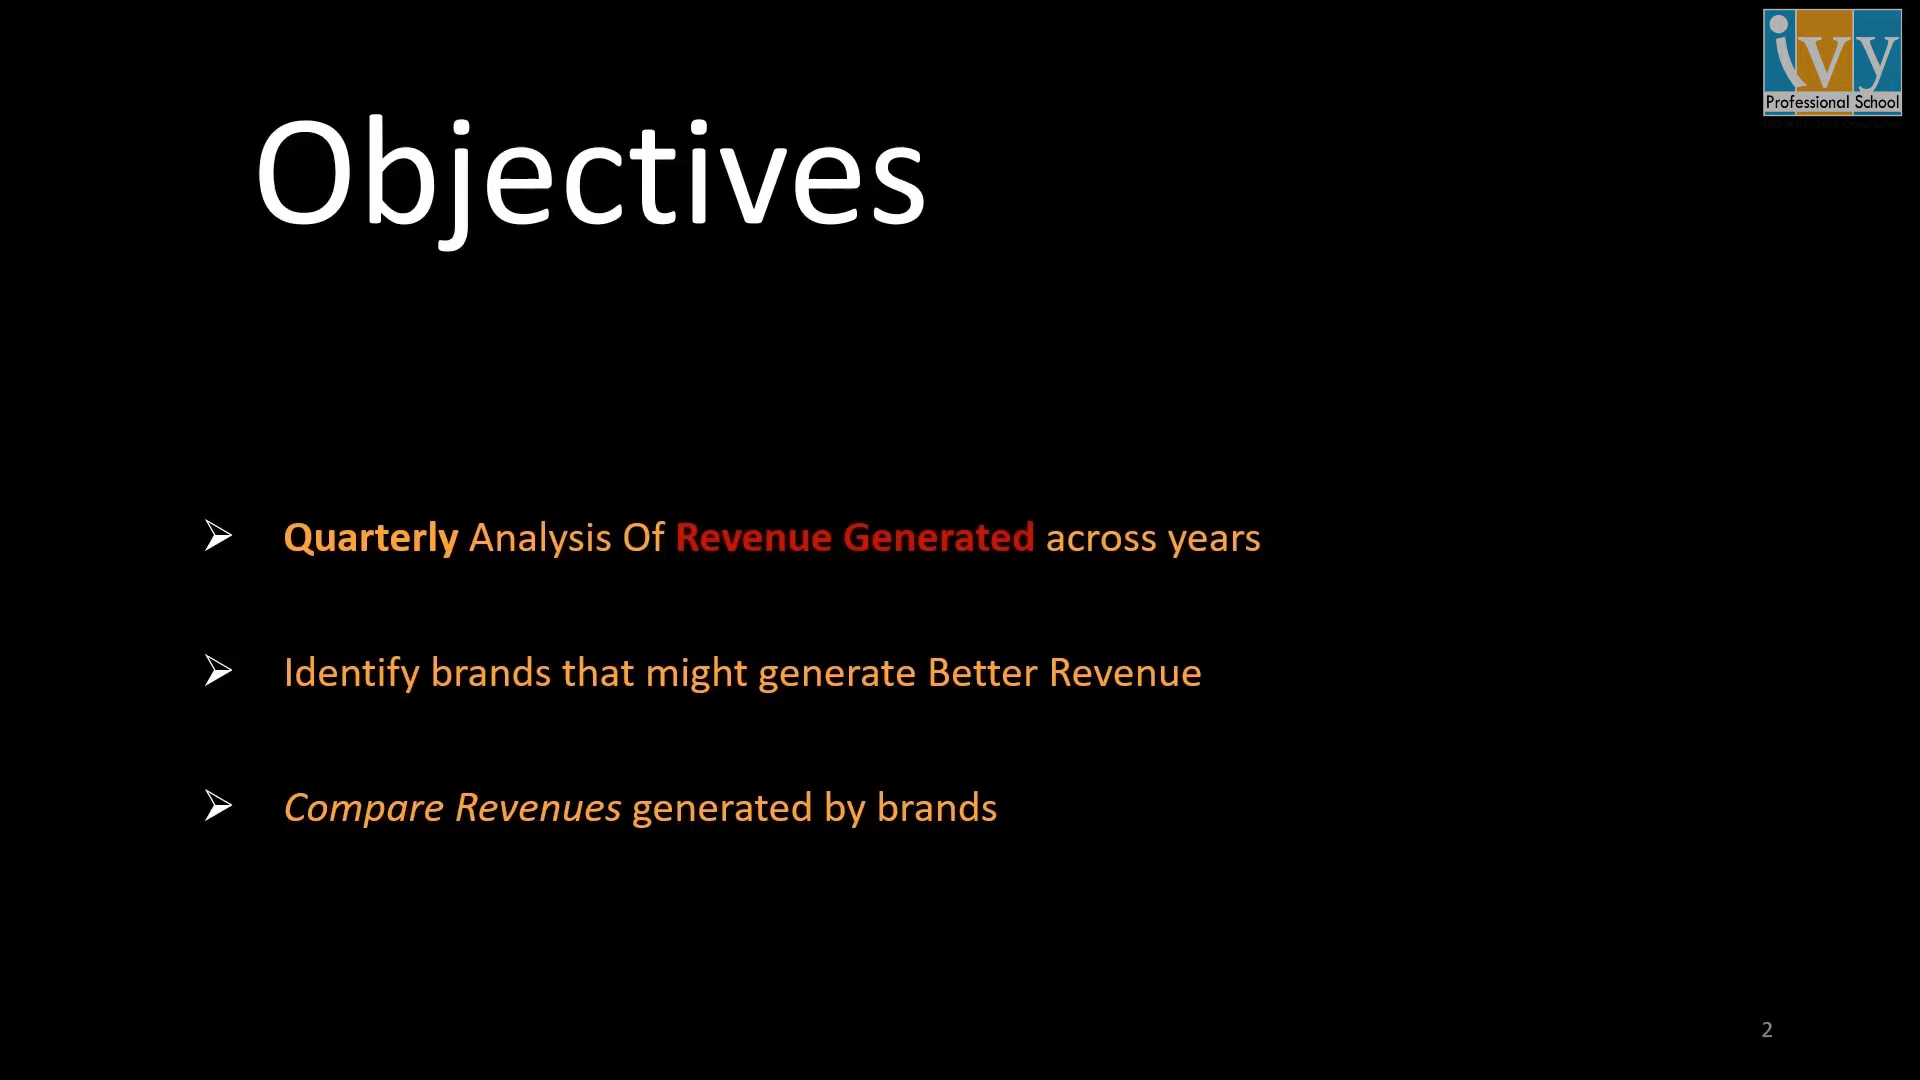 ivy
Professional School
Objectives
➢ Quarterly Analysis Of Revenue Generated across years
➢ Identify brands that might generate Better Revenue
➢ Compare Revenues generated by brands
2